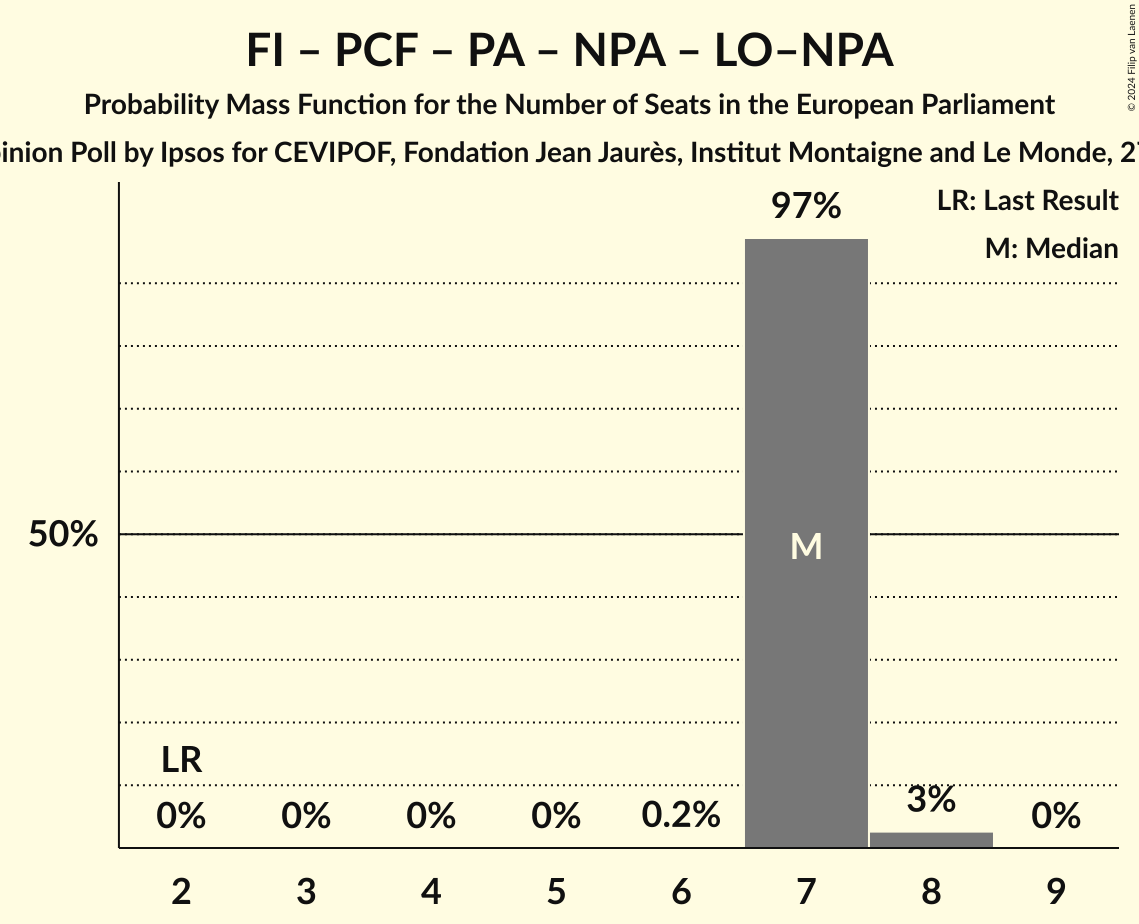 FI – PCF – PA – NPA – LO–NPA
Probability Mass Function for the Number of Seats in the European Parliament
Poll by Ipsos for CEVIPOF, Fondation Jean Jaurès, Institut Montaigne and Le Monde,
© 2024 Filip van Laenen
LR: Last Result
M: Median
97%
50%
M
LR
0% 0% 0% 0% 0.2% 3% 0%
2 3 4 5 6 7 8 9